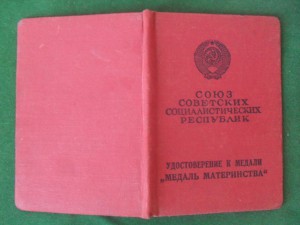 СОЮЗ
СОВЕТСКИХ
СОЦИАЛИСТИЧЕСКИХ
РЕСПУБЛИК
УДОСТОВЕРЕНИЕ К МЕДАЛИ
„МЕДАЛЬ МАТЕРИНСТВА“